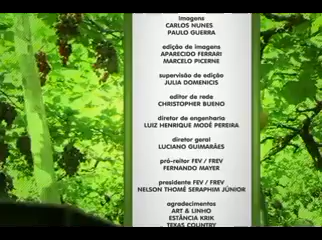 imagens
CARLOS NUNES
PAULO GUERRA
edição de imagens
APARECIDO FERRARI
MARCELO PICERNE
supervisão de edição
JULIA DOMENICIS
editor de rede
CHRISTOPHER BUENO
diretor de engenharia
LUIZ HENRIQUE MODÉ PEREIRA
diretor geral
LUCIANO GUIMARÃES
pró-reitor FEV / FREV
FERNANDO MAYER
presidente FEV / FREV
NELSON THOMÉ SERAPHIM JÚNIOR
agradecimentos
ART & LINHO
ESTÂNCIA KRIK
TEXAS COUNTRY